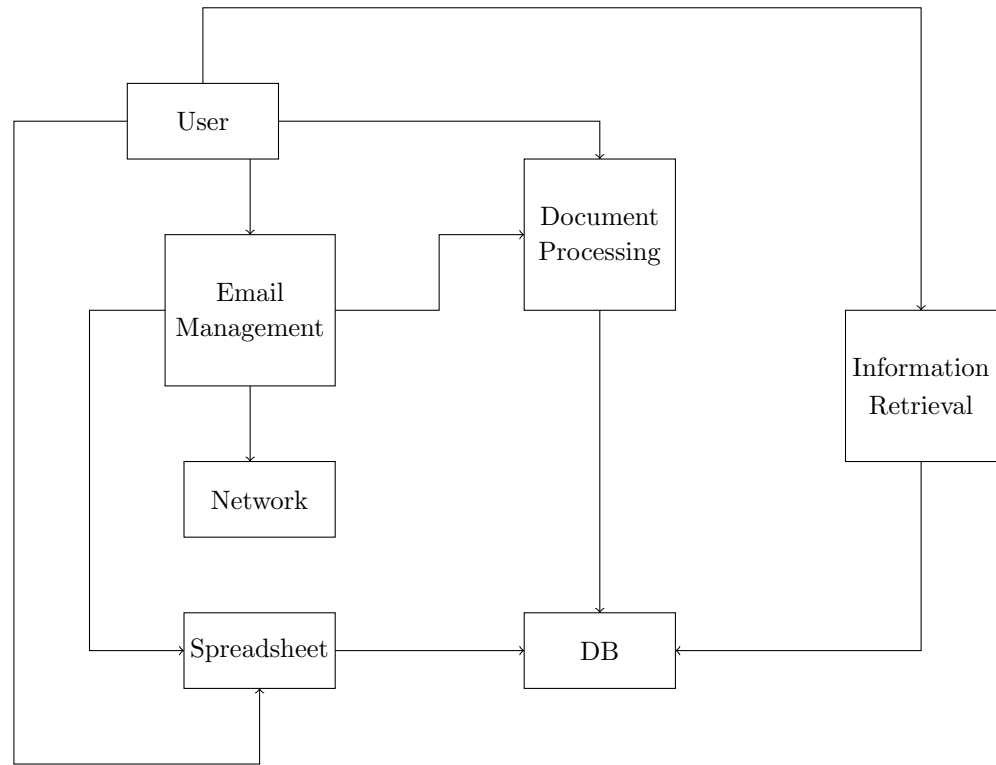 User
Document
Processing
Email
Management
Information
Retrieval
Network
Spreadsheet
DB